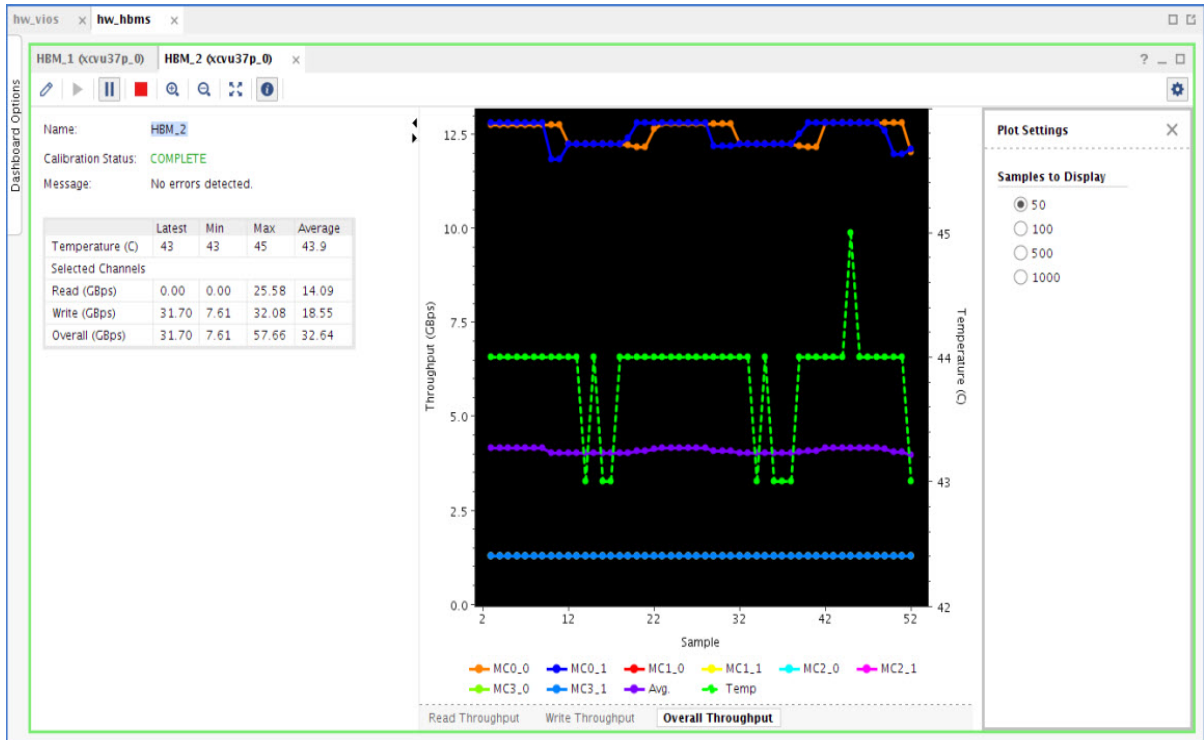 hw_vios × hw_hbms ×
Dashboard Options
HBM_1 (xcvu37p_0) HBM_2 (xcvu37p_0) ×
?
Name: HBM_2
Calibration Status: COMPLETE
Message: No errors detected.
Latest Min Max Average
Temperature (C) 43 43 45 43.9
Selected Channels
Read (GBps) 0.00 0.00 25.58 14.09
Write (GBps) 31.70 7.61 32.08 18.55
Overall (GBps) 31.70 7.61 57.66 32.64
12.5
10.0
7.5
5.0
2.5
0.0
Throughput (GBps)
45
44
43
42
Temperature (C)
2 12 22 32 42 52
Sample
MC0_0 MC0_1 MC1_0 MC1_1 MC2_0 MC2_1
MC3_0 MC3_1 Avg. Temp
Read Throughput Write Throughput Overall Throughput
Plot Settings
Samples to Display
50
100
500
1000